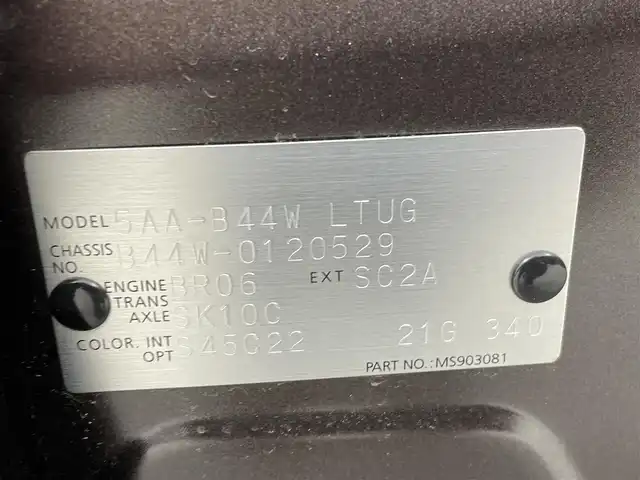 MODEL 5AA-B44W LTUG
CHASSIS NO. B44W-0120529
ENGINE BR06 EXT SC2A
TRANS AXLE SK10C
COLOR. INT OPT S45C22 21G 340
PART NO.: MS903081